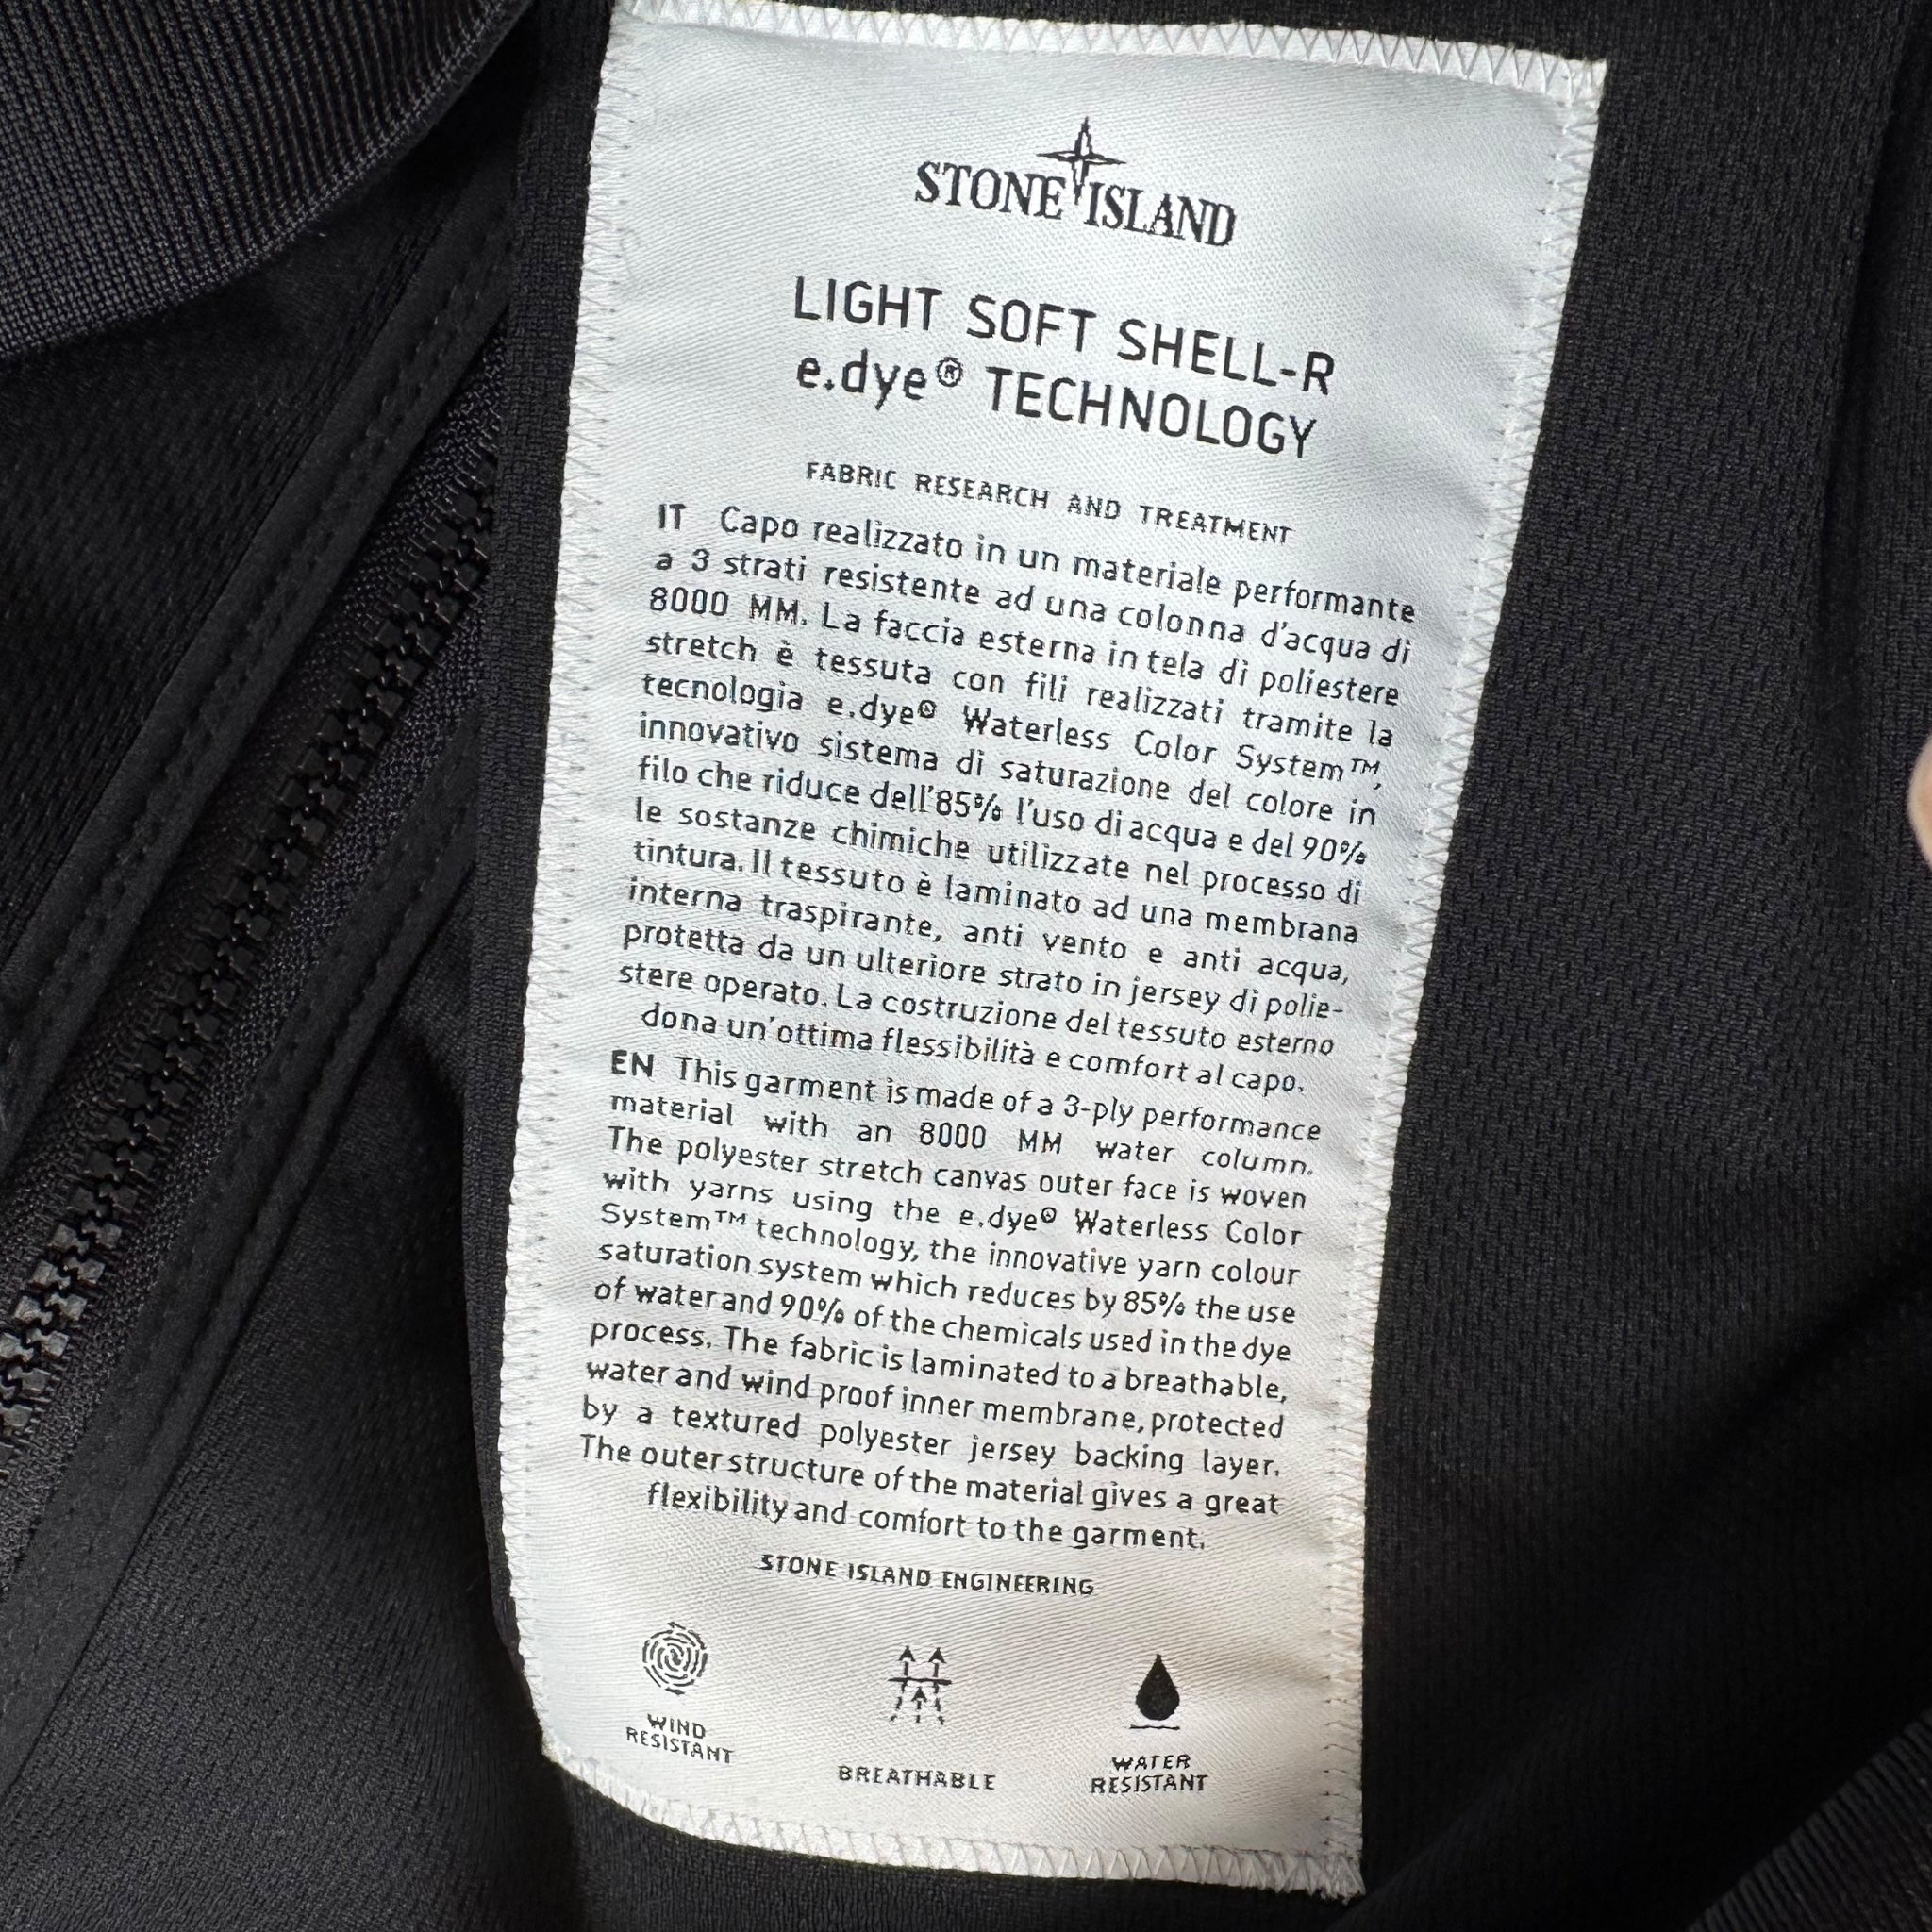 STONE ISLAND
LIGHT SOFT SHELL-R
e.dye® TECHNOLOGY
FABRIC RESEARCH AND TREATMENT
IT Capo realizzato in un materiale performante
a 3 strati resistente ad una colonna d'acqua di
8000 MM. La faccia esterna in tela di poliestere
stretch è tessuta con fili realizzati tramite la
tecnologia e.dye® Waterless Color System™,
innovativo sistema di saturazione del colore in
filo che riduce dell'85% l'uso di acqua e del 90%
le sostanze chimiche utilizzate nel processo di
tintura. Il tessuto è laminato ad una membrana
interna traspirante, anti vento e anti acqua,
protetta da un ulteriore strato in jersey di polie-
stere operato. La costruzione del tessuto esterno
dona un'ottima flessibilità e comfort al capo.
EN This garment is made of a 3-ply performance
material with an 8000 MM water column.
The polyester stretch canvas outer face is woven
with yarns using the e.dye® Waterless Color
System™ technology, the innovative yarn colour
saturation system which reduces by 85% the use
of water and 90% of the chemicals used in the dye
process. The fabric is laminated to a breathable,
water and wind proof inner membrane, protected
by a textured polyester jersey backing layer.
The outer structure of the material gives a great
flexibility and comfort to the garment.
STONE ISLAND ENGINEERING
WIND
RESISTANT
BREATHABLE
WATER
RESISTANT